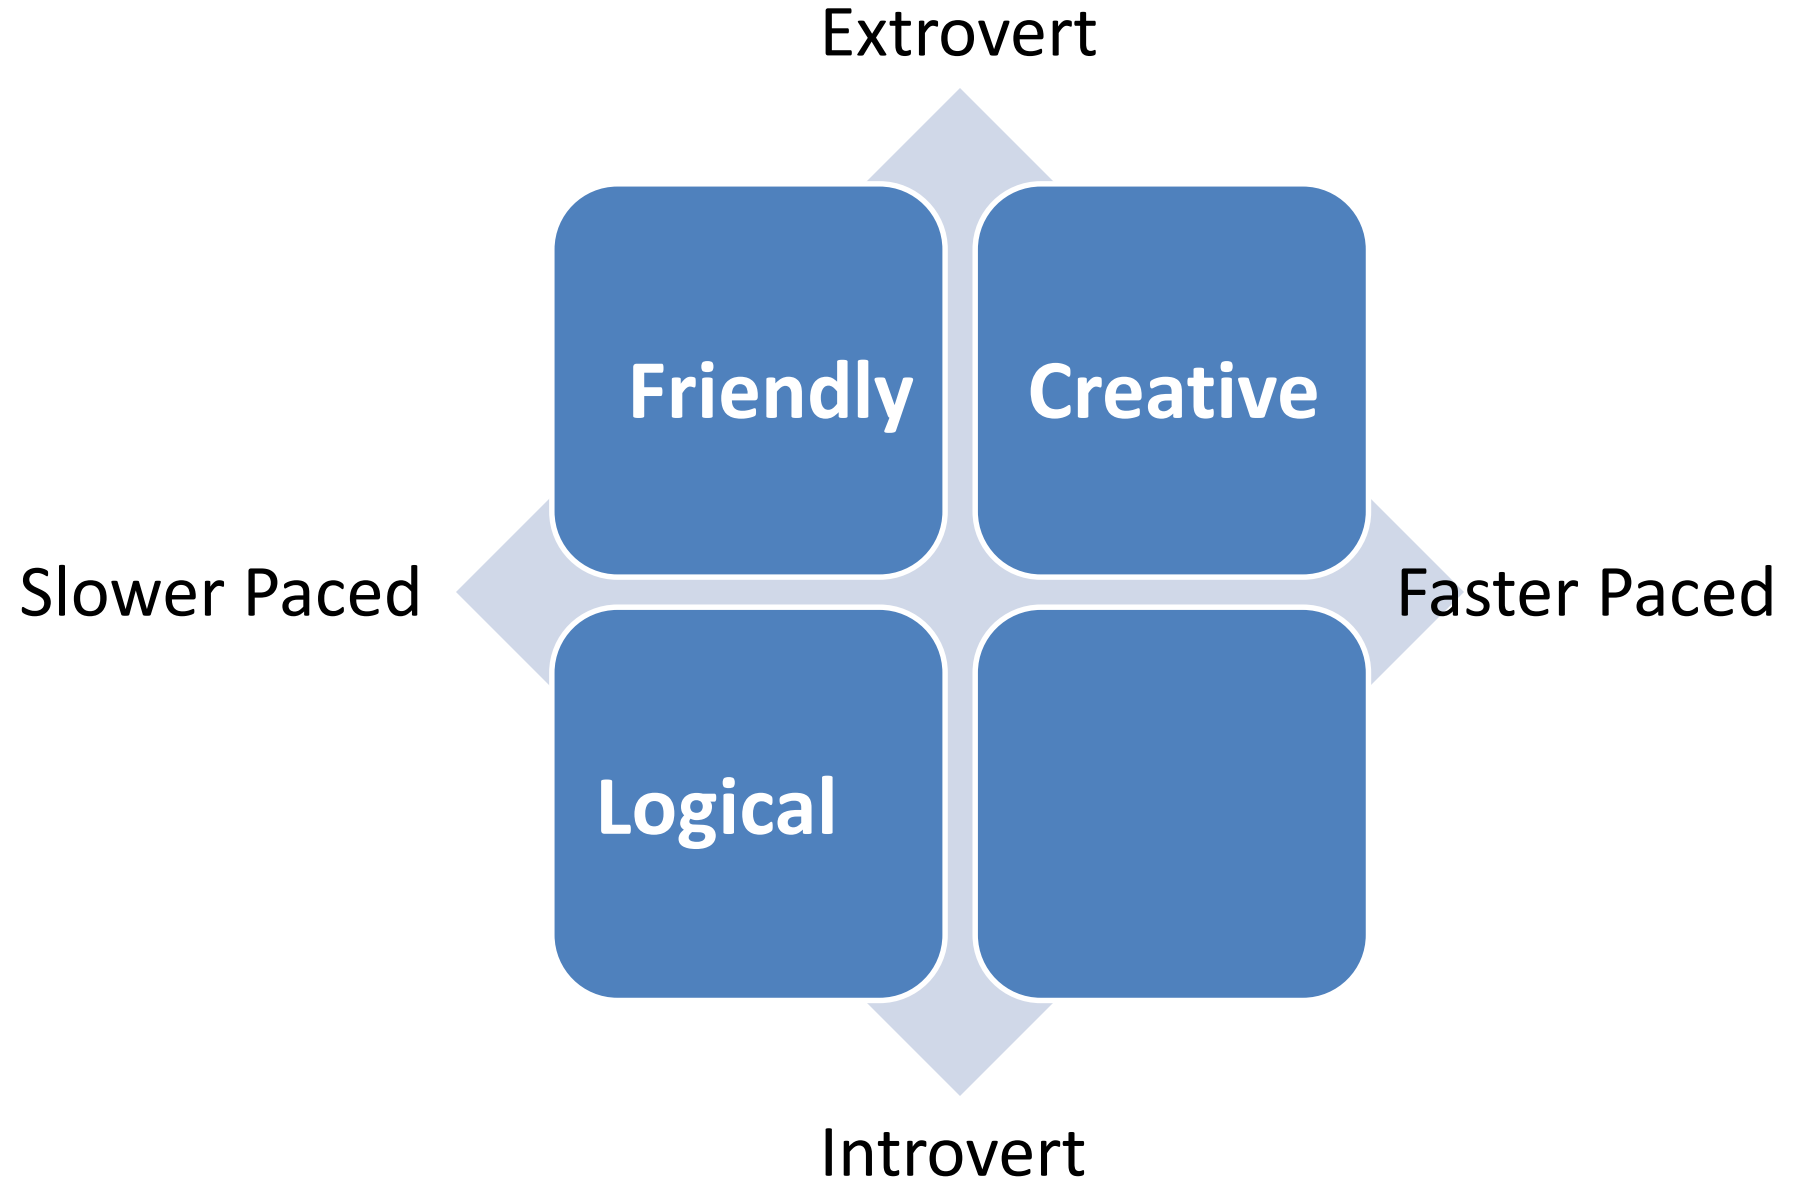 Extrovert
Friendly
Creative
Slower Paced
Faster Paced
Logical
Introvert